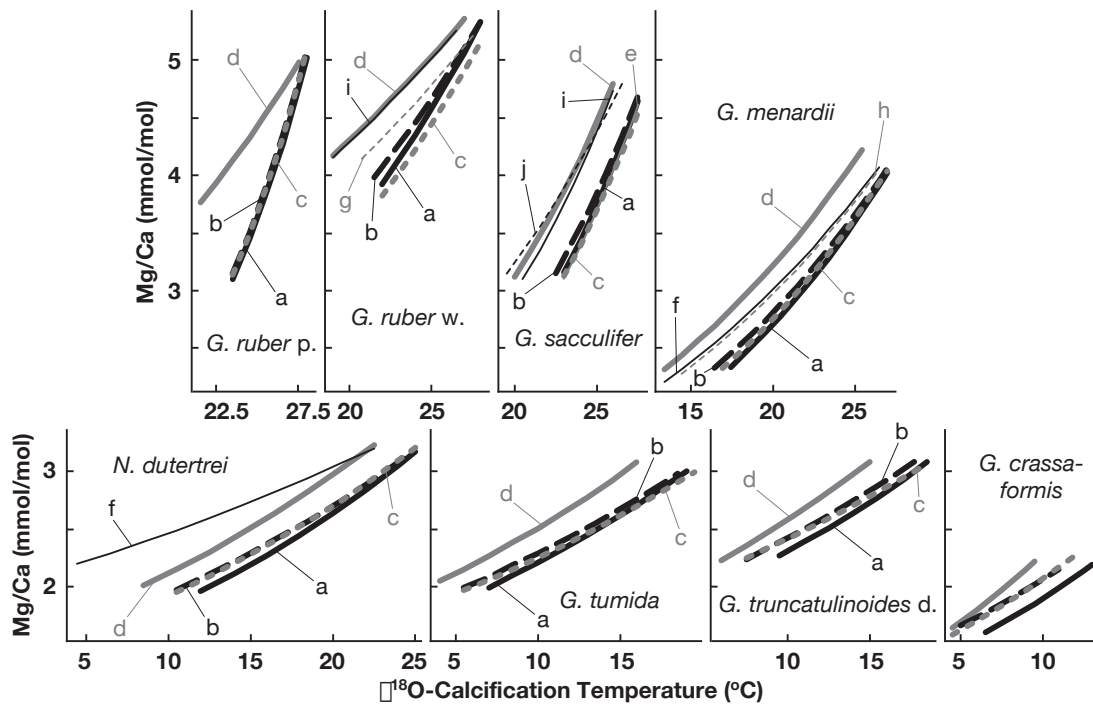 5
4
3
Mg/Ca (mmol/mol)
d
b
c
a
G. ruber p.
22.5 27.5
d
i
g
b
c
a
G. ruber w.
20 25
d
e
i
j
a
b
c
G. sacculifer
20 25
G. menardii
h
d
c
f
b
a
15 20 25
3
2
Mg/Ca (mmol/mol)
N. dutertrei
f
c
a
d
b
5 10 15 20 25
b
d
c
a
G. tumida
5 10 15
b
d
c
a
G. truncatulinoides d.
5 10 15
G. crassa-
formis
5 10
▯18O-Calcification Temperature (ºC)